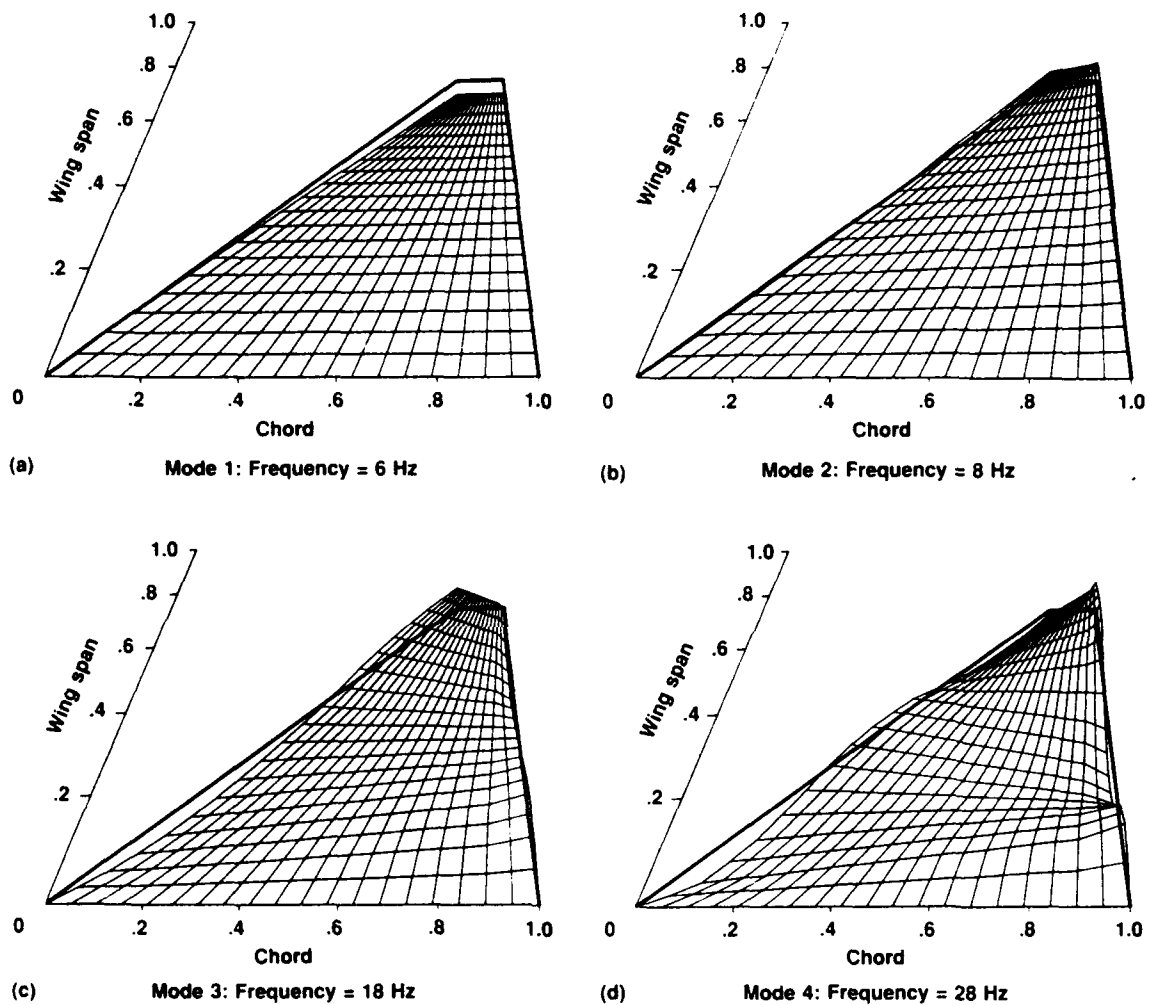 1.0
.8
.6
.4
.2
0
Wing span
.2 .4 .6 .8 1.0
Chord
(a) Mode 1: Frequency = 6 Hz
1.0
.8
.6
.4
.2
0
Wing span
.2 .4 .6 .8 1.0
Chord
(b) Mode 2: Frequency = 8 Hz
1.0
.8
.6
.4
.2
0
Wing span
.2 .4 .6 .8 1.0
Chord
(c) Mode 3: Frequency = 18 Hz
1.0
.8
.6
.4
.2
0
Wing span
.2 .4 .6 .8 1.0
Chord
(d) Mode 4: Frequency = 28 Hz